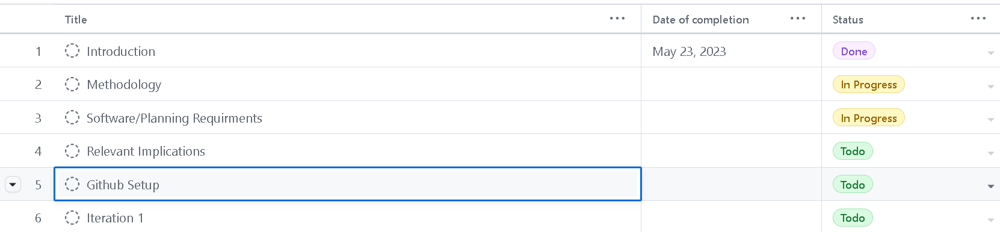 Title ... Date of completion ... Status ...
1 Introduction May 23, 2023 Done
2 Methodology In Progress
3 Software/Planning Requirments In Progress
4 Relevant Implications Todo
5 Github Setup Todo
6 Iteration 1 Todo